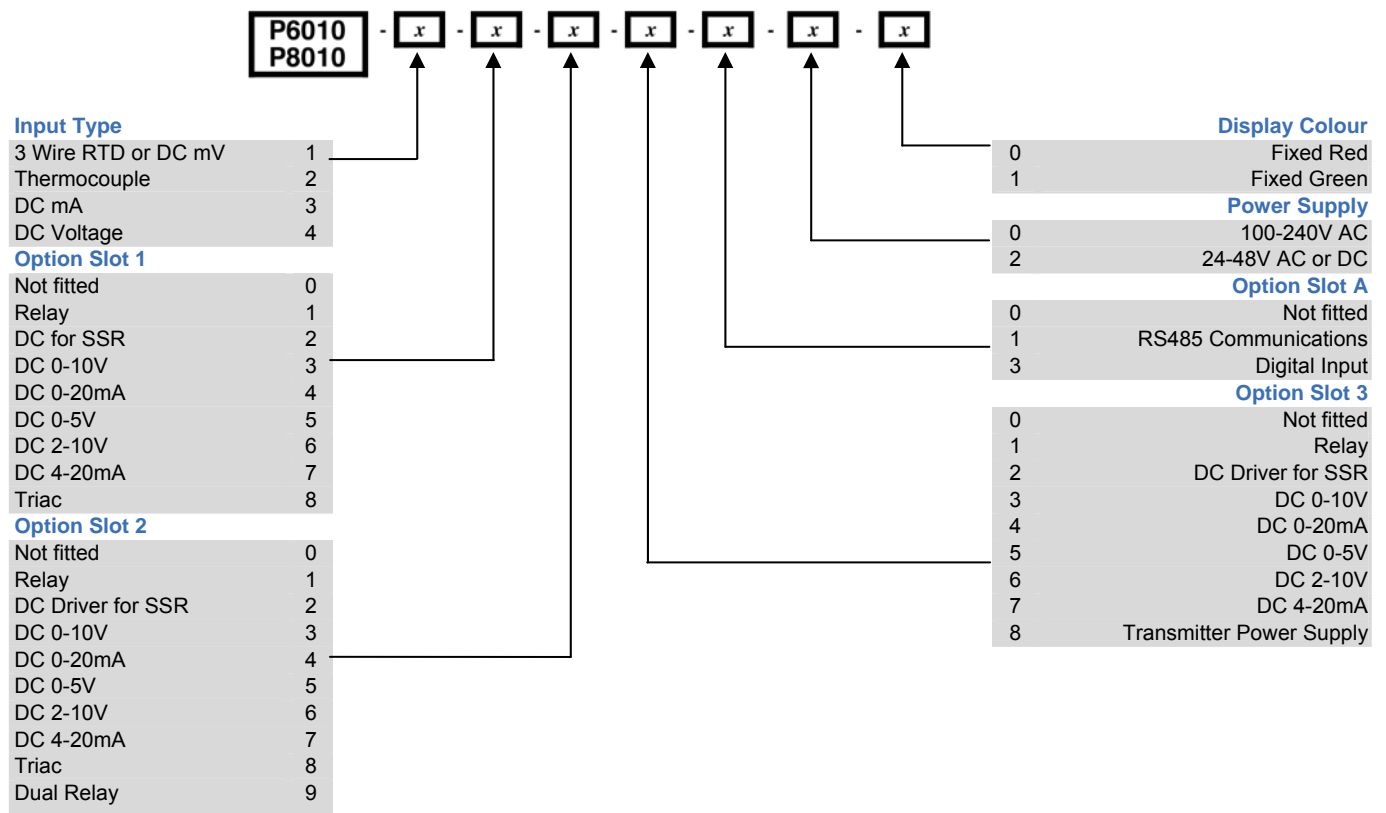 P6010 - x - x - x - x - x - x - x
P8010
Input Type
3 Wire RTD or DC mV 1
Thermocouple 2
DC mA 3
DC Voltage 4
Option Slot 1
Not fitted 0
Relay 1
DC for SSR 2
DC 0-10V 3
DC 0-20mA 4
DC 0-5V 5
DC 2-10V 6
DC 4-20mA 7
Triac 8
Option Slot 2
Not fitted 0
Relay 1
DC Driver for SSR 2
DC 0-10V 3
DC 0-20mA 4
DC 0-5V 5
DC 2-10V 6
DC 4-20mA 7
Triac 8
Dual Relay 9
Display Colour
0 Fixed Red
1 Fixed Green
Power Supply
0 100-240V AC
2 24-48V AC or DC
Option Slot A
0 Not fitted
1 RS485 Communications
3 Digital Input
Option Slot 3
0 Not fitted
1 Relay
2 DC Driver for SSR
3 DC 0-10V
4 DC 0-20mA
5 DC 0-5V
6 DC 2-10V
7 DC 4-20mA
8 Transmitter Power Supply